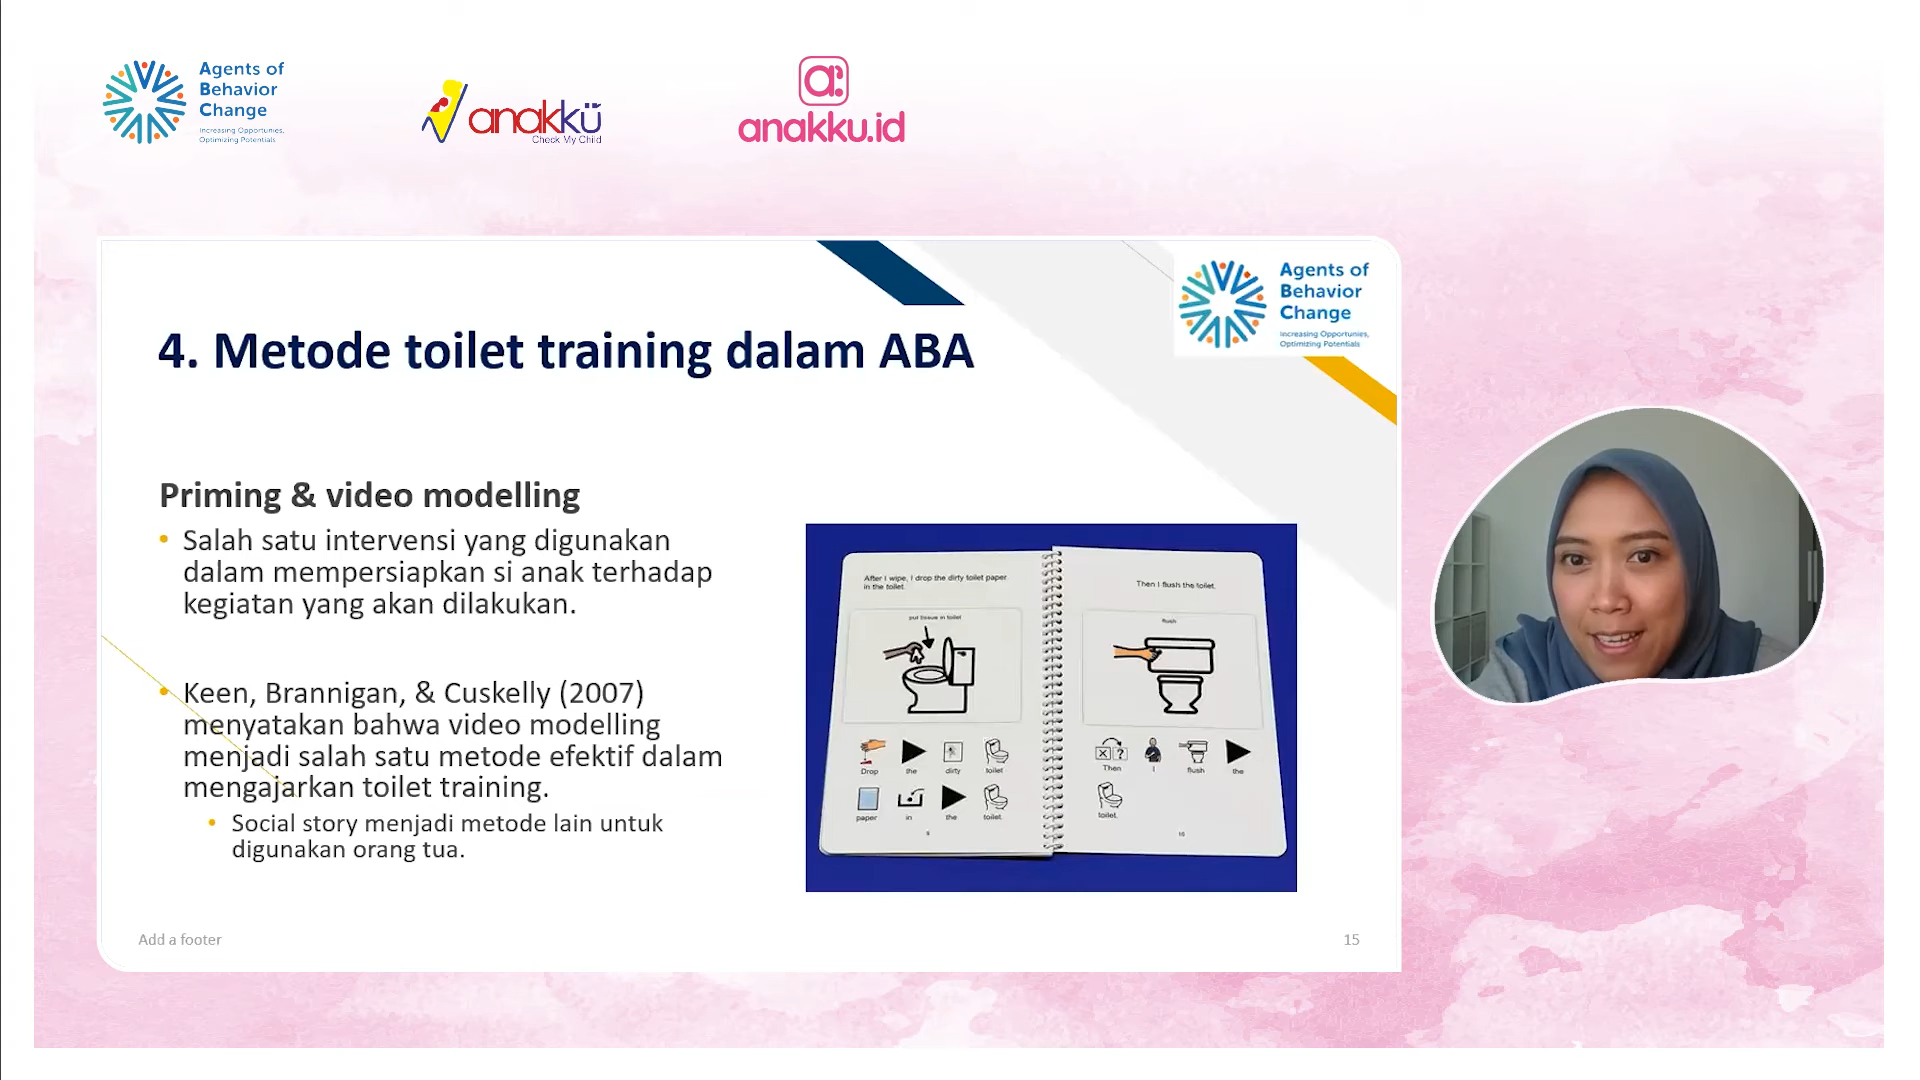 Agents of
Behavior
Change
Increasing Opportunies,
Optimizing Potentials
anakkü
Check My Child
a:
anakku.id
Agents of
Behavior
Change
Increasing Opportunies,
Optimizing Potentials
4. Metode toilet training dalam ABA
Priming & video modelling
• Salah satu intervensi yang digunakan
dalam mempersiapkan si anak terhadap
kegiatan yang akan dilakukan.
• Keen, Brannigan, & Cuskelly (2007)
menyatakan bahwa video modelling
menjadi salah satu metode efektif dalam
mengajarkan toilet training.
• Social story menjadi metode lain untuk
digunakan orang tua.
After I wipe, I drop the dirty toilet paper
in the toilet.
put tissue in toilet
Drop the dirty toilet
paper in the toilet.
9
Then I flush the toilet.
flush
Then I flush the
toilet.
10
Add a footer
15